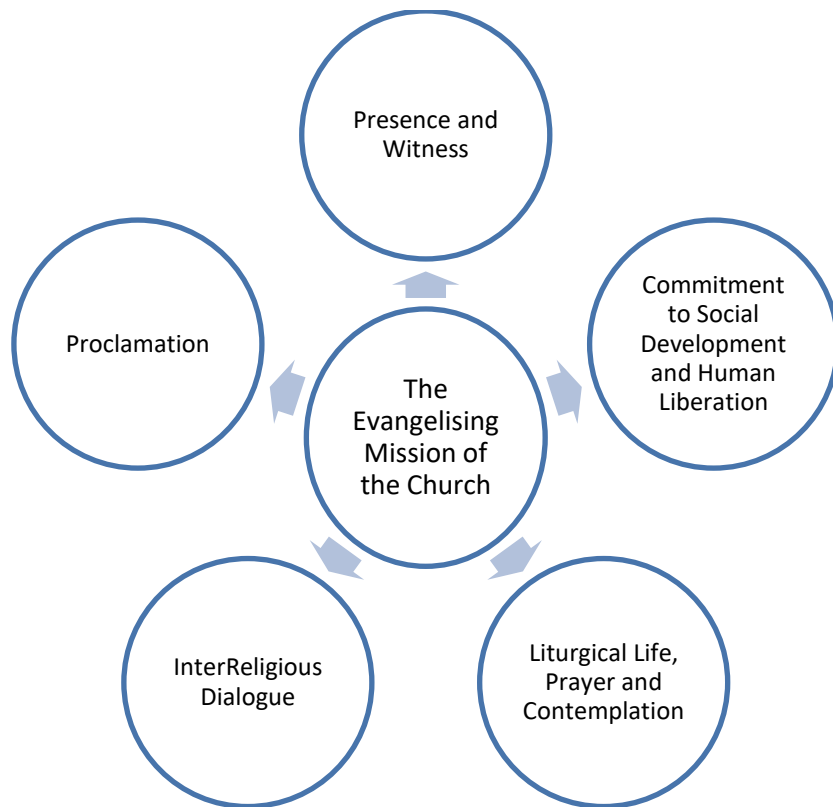 Presence and
Witness
Commitment
to Social
Development
and Human
Liberation
Proclamation
The
Evangelising
Mission of
the Church
InterReligious
Dialogue
Liturgical Life,
Prayer and
Contemplation